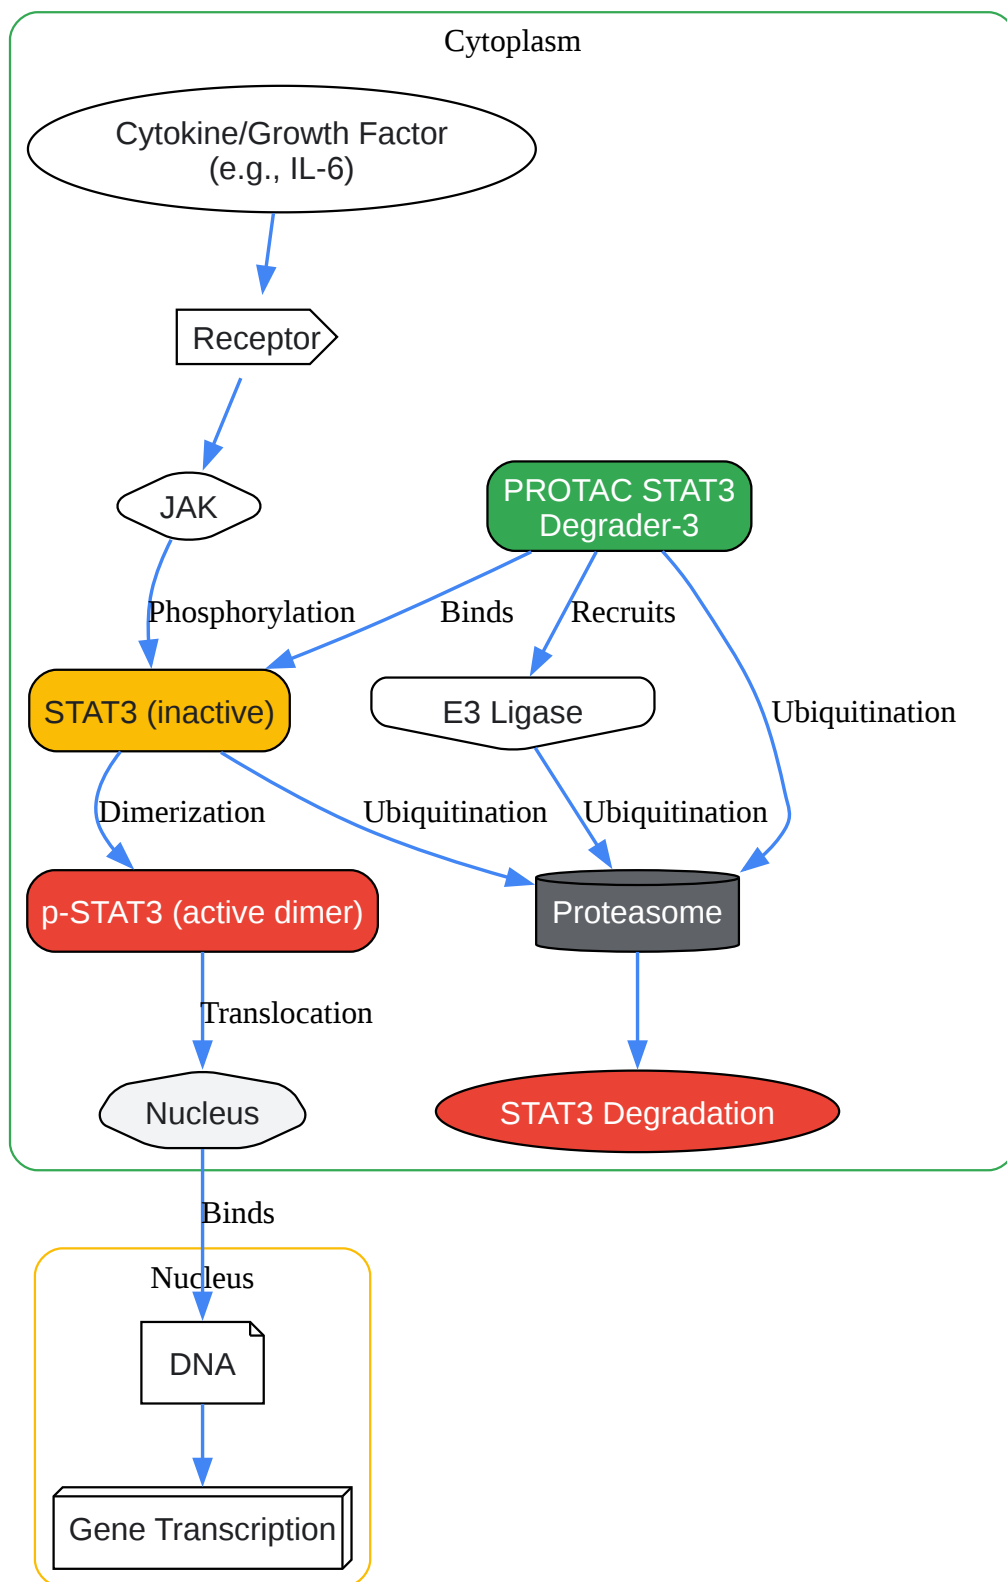 Cytoplasm
Cytokine/Growth Factor
(e.g., IL-6)
Receptor
JAK
PROTAC STAT3
Degrader-3
Phosphorylation
Binds
Recruits
STAT3 (inactive)
E3 Ligase
Ubiquitination
Dimerization
Ubiquitination
Ubiquitination
p-STAT3 (active dimer)
Proteasome
Translocation
Nucleus
STAT3 Degradation
Binds
Nucleus
DNA
Gene Transcription